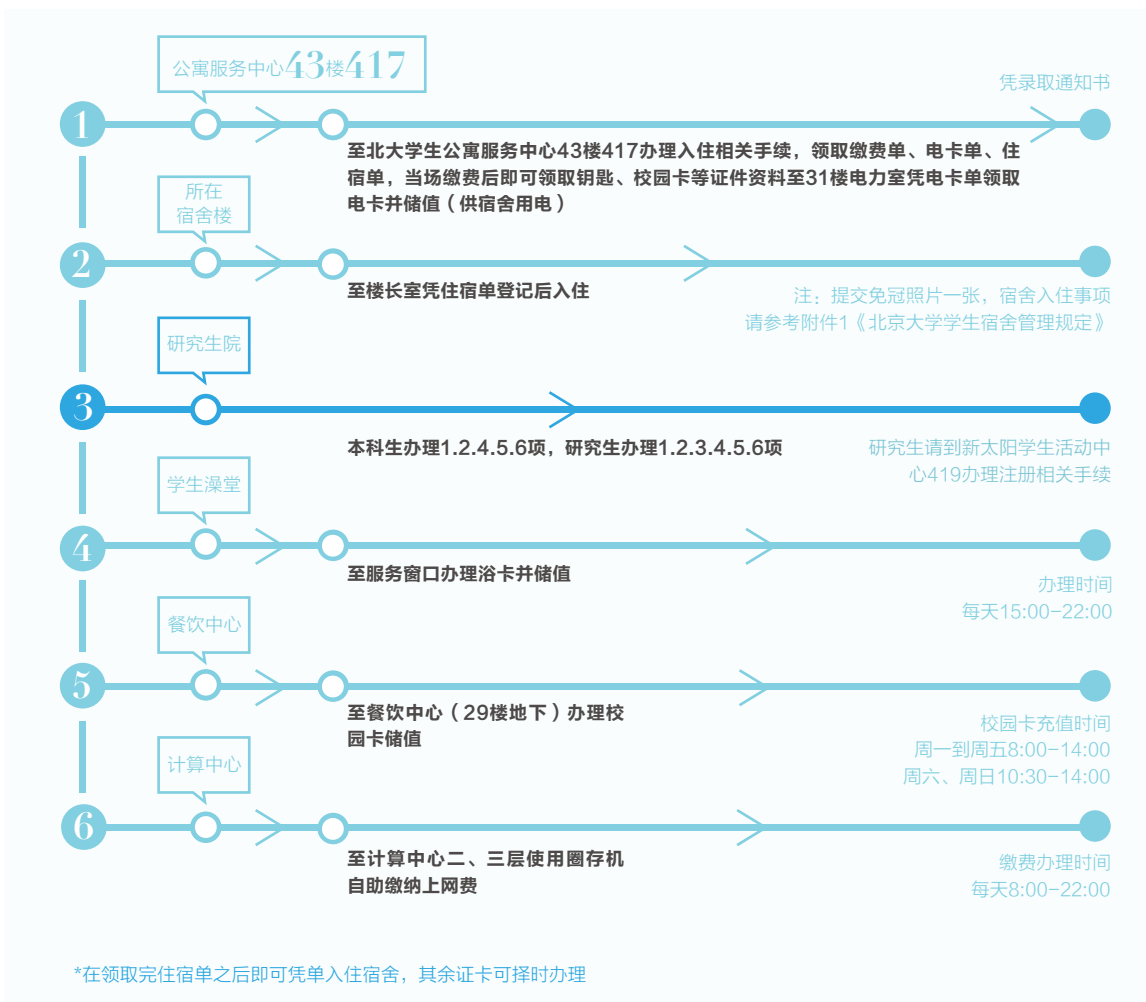 公寓服务中心43楼417
凭录取通知书
1
至北大学生公寓服务中心43楼417办理入住相关手续，领取缴费单、电卡单、住
宿单，当场缴费后即可领取钥匙、校园卡等证件资料至31楼电力室凭电卡单领取
电卡并储值（供宿舍用电）
所在
宿舍楼
2
至楼长室凭住宿单登记后入住
注：提交免冠照片一张，宿舍入住事项
请参考附件1《北京大学学生宿舍管理规定》
研究生院
3
本科生办理1.2.4.5.6项，研究生办理1.2.3.4.5.6项
研究生请到新太阳学生活动中
心419办理注册相关手续
学生澡堂
4
至服务窗口办理浴卡并储值
办理时间
每天15:00-22:00
餐饮中心
5
至餐饮中心（29楼地下）办理校
园卡储值
校园卡充值时间
周一到周五8:00-14:00
周六、周日10:30-14:00
计算中心
6
至计算中心二、三层使用圈存机
自助缴纳上网费
缴费办理时间
每天8:00-22:00
*在领取完住宿单之后即可凭单入住宿舍，其余证卡可择时办理